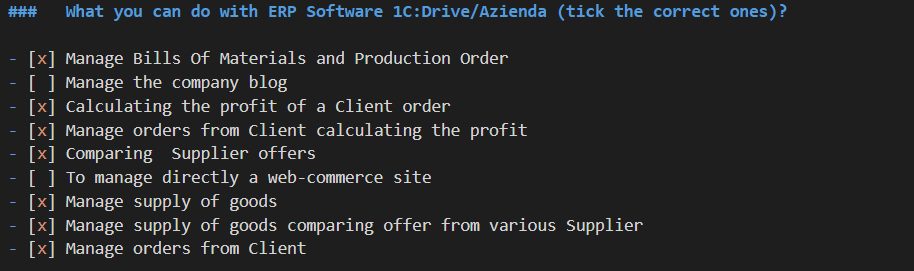 ###   What you can do with ERP Software 1C:Drive/Azienda (tick the correct ones)?
- [x] Manage Bills Of Materials and Production Order
- [ ] Manage the company blog
- [x] Calculating the profit of a Client order
- [x] Manage orders from Client calculating the profit
- [x] Comparing  Supplier offers
- [ ] To manage directly a web-commerce site
- [x] Manage supply of goods
- [x] Manage supply of goods comparing offer from various Supplier
- [x] Manage orders from Client